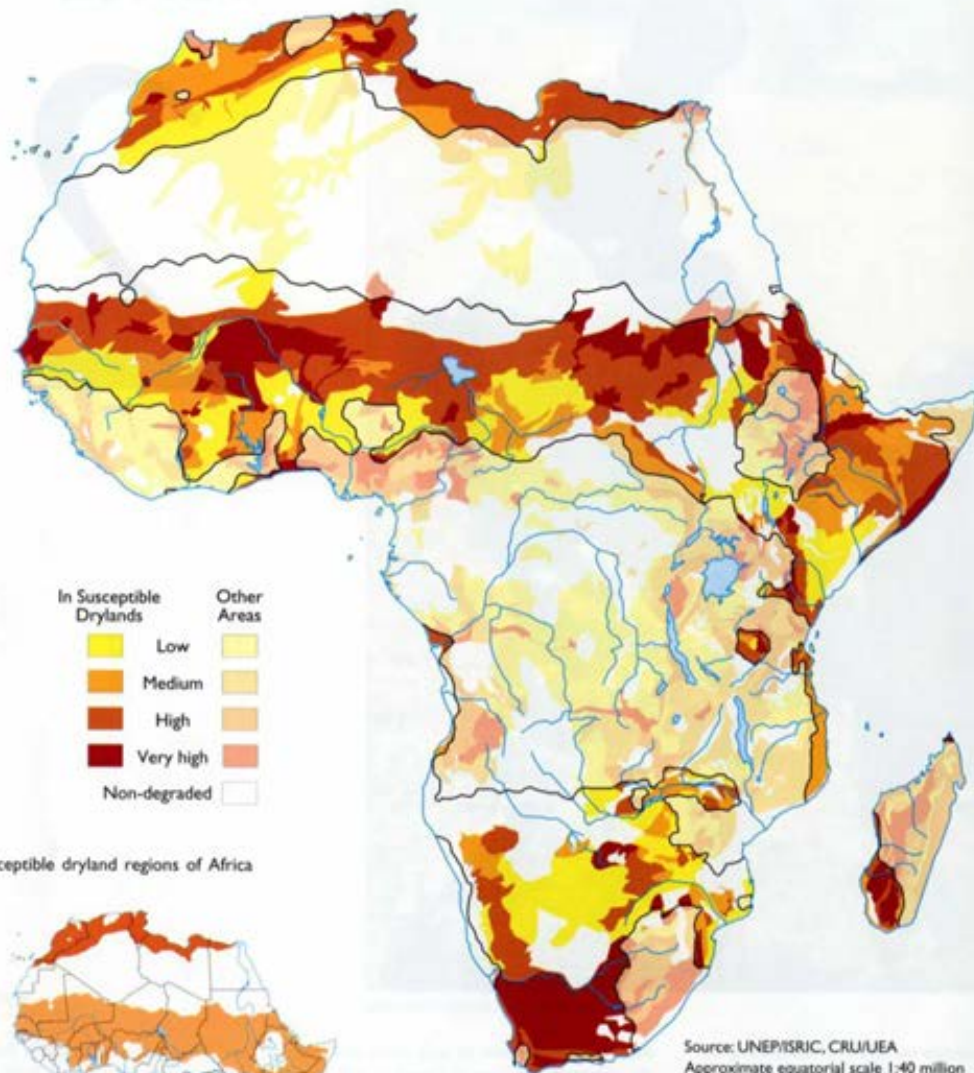 In Susceptible Drylands
Other Areas
Low
Medium
High
Very high
Non-degraded
ceptible dryland regions of Africa
Source: UNEP/ISRIC, CRU/UEA
Approximate equatorial scale 1:40 million